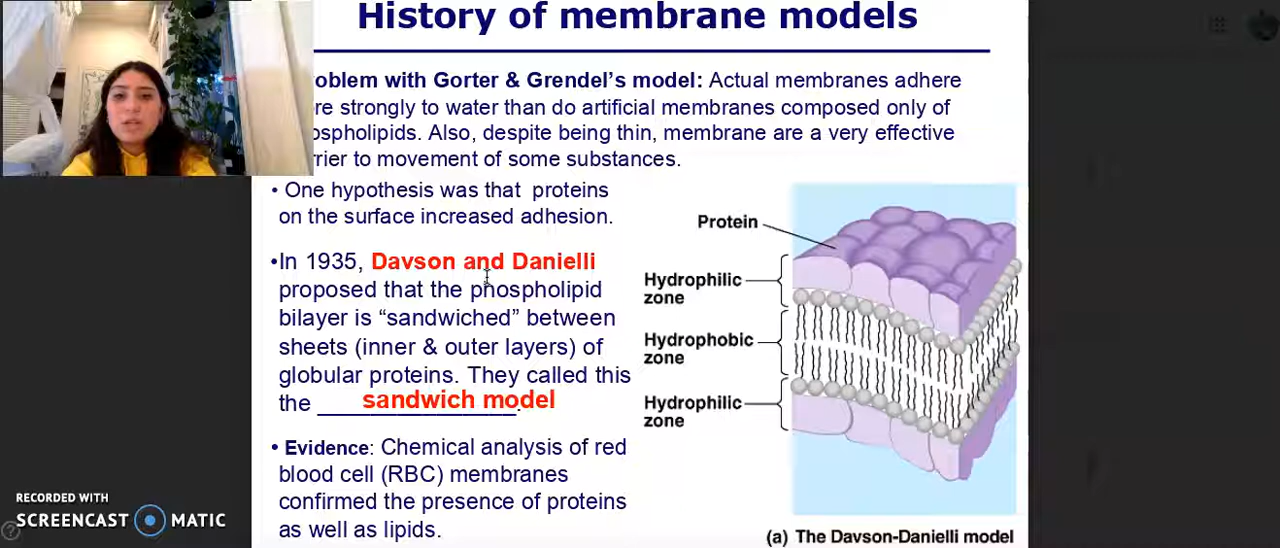 History of membrane models
oblem with Gorter & Grendel's model: Actual membranes adhere
re strongly to water than do artificial membranes composed only of
spholipids. Also, despite being thin, membrane are a very effective
rrier to movement of some substances.
• One hypothesis was that proteins
on the surface increased adhesion.
•In 1935, Davson and Danielli
proposed that the phospholipid
bilayer is “sandwiched” between
sheets (inner & outer layers) of
globular proteins. They called this
the ________________.
sandwich model
• Evidence: Chemical analysis of red
blood cell (RBC) membranes
confirmed the presence of proteins
as well as lipids.
Protein
Hydrophilic
zone
Hydrophobic
zone
Hydrophilic
zone
(a) The Davson-Danielli model
RECORDED WITH
SCREENCAST MATIC
?